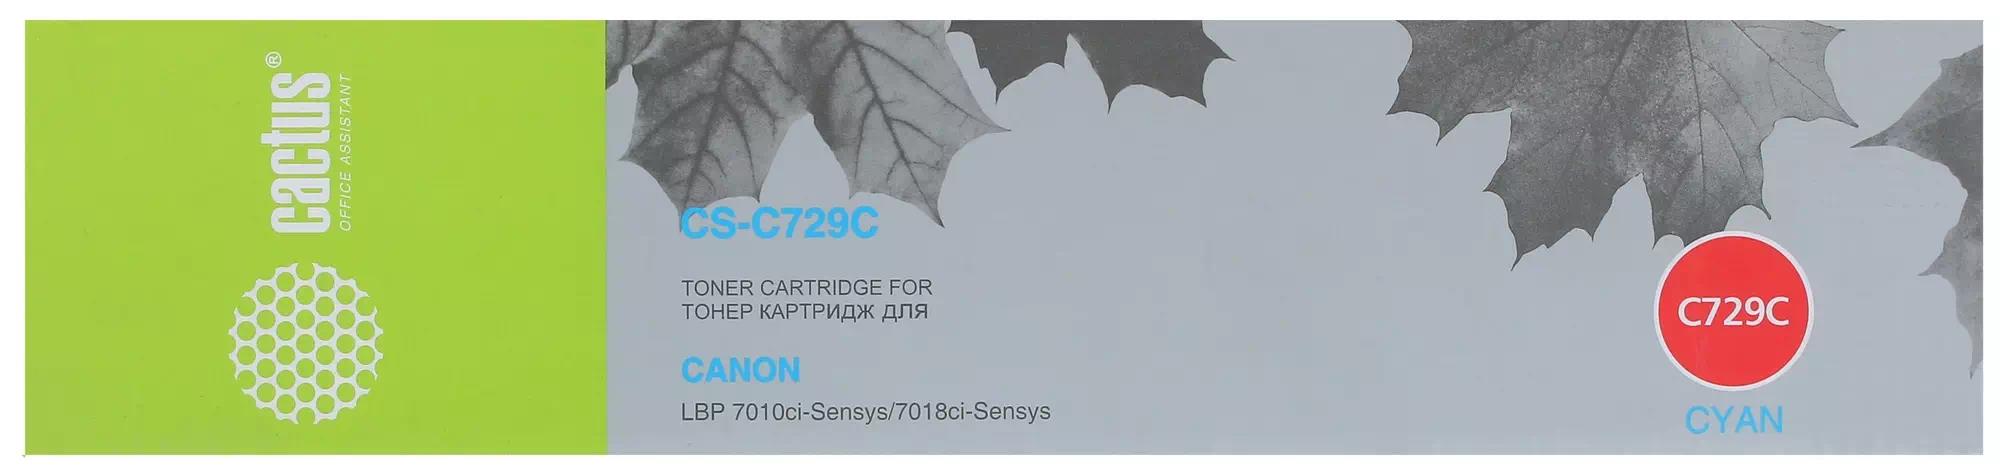 cactus®
OFFICE ASSISTANT
CS-C729C
TONER CARTRIDGE FOR
ТОНЕР КАРТРИДЖ ДЛЯ
CANON
LBP 7010ci-Sensys/7018ci-Sensys
C729C
CYAN